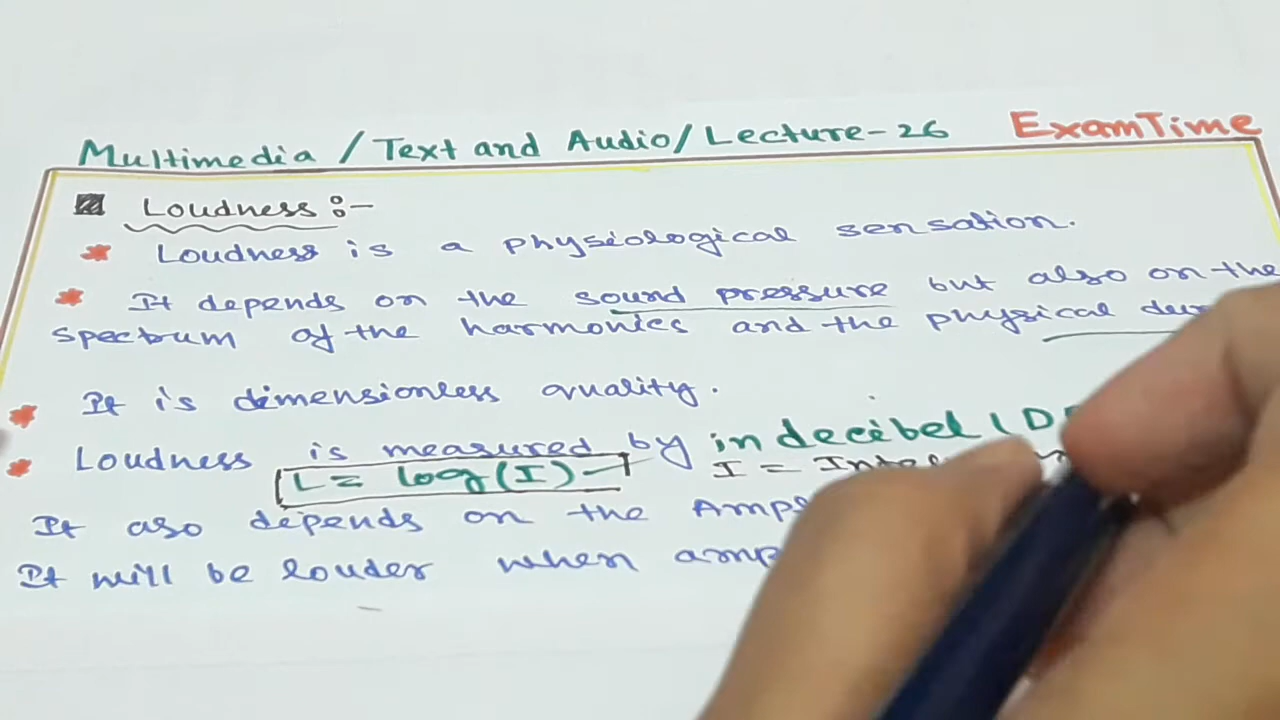 Multimedia / Text and Audio / Lecture-26 ExamTime
Loudness :-
* Loudness is a physiological sensation.
* It depends on the sound pressure but also on the
spectrum of the harmonics and the physical
* It is dimensionless quality.
* Loudness is measured by in decibel (
L = log(I) I =
It aso depends on the
It will be louder when